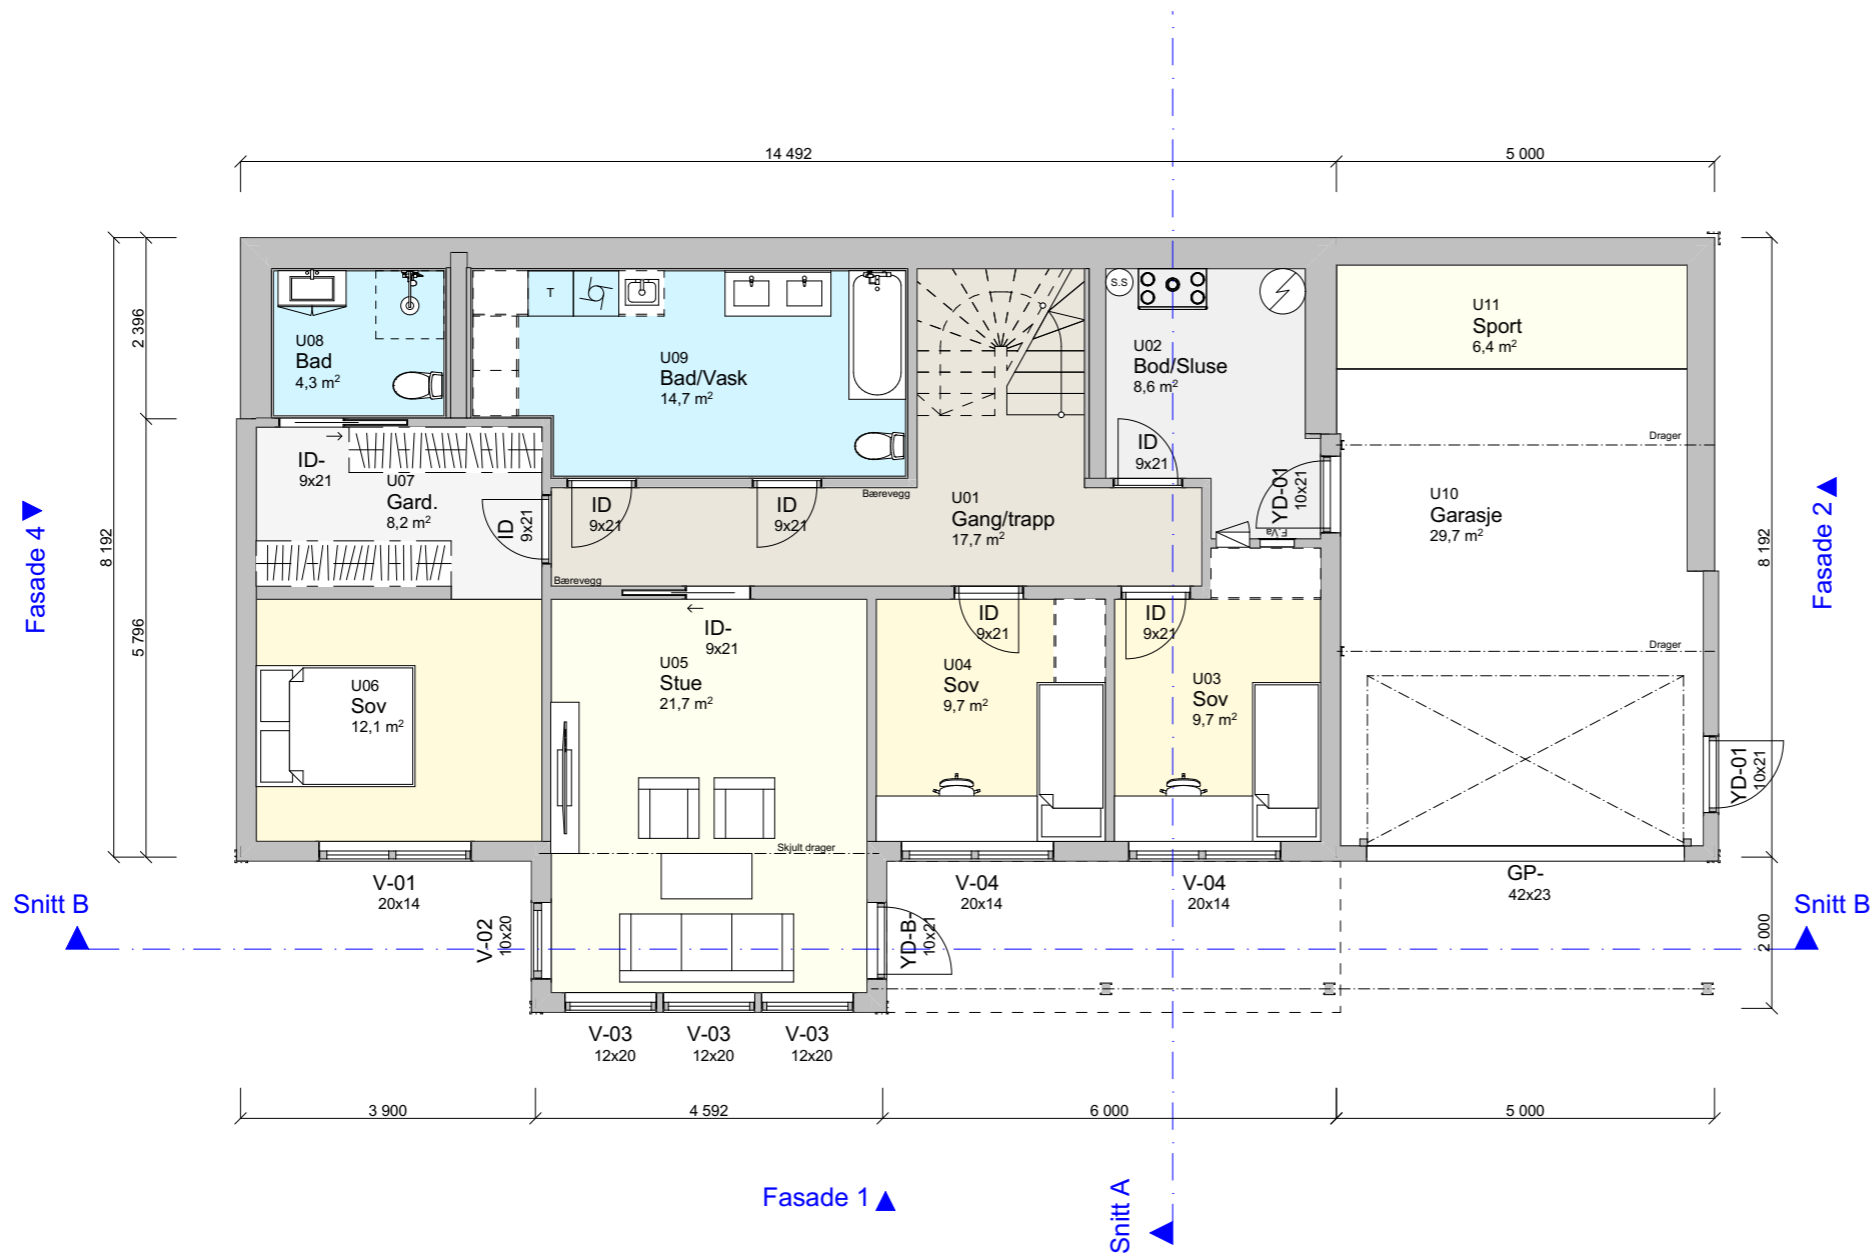 14 492
5 000
2 396
5 796
8 192
8 192
2 000
U08
Bad
4,3 m²
T
U09
Bad/Vask
14,7 m²
S.S
U02
Bod/Sluse
8,6 m²
U11
Sport
6,4 m²
Drager
ID-
9x21
U07
Gard.
8,2 m²
ID
9x21
ID
9x21
ID
9x21
Bærevegg
U01
Gang/trapp
17,7 m²
ID
9x21
YD-01
10x21
F.Va
U10
Garasje
29,7 m²
Fasade 4
Fasade 2
Bærevegg
ID-
9x21
U05
Stue
21,7 m²
ID
9x21
U04
Sov
9,7 m²
ID
9x21
U03
Sov
9,7 m²
Drager
U06
Sov
12,1 m²
YD-01
10x21
Skjult drager
V-01
20x14
V-04
20x14
V-04
20x14
GP-
42x23
Snitt B
Snitt B
V-02
10x20
YD-B-
10x21
V-03
12x20
V-03
12x20
V-03
12x20
3 900
4 592
6 000
5 000
Fasade 1
Snitt A